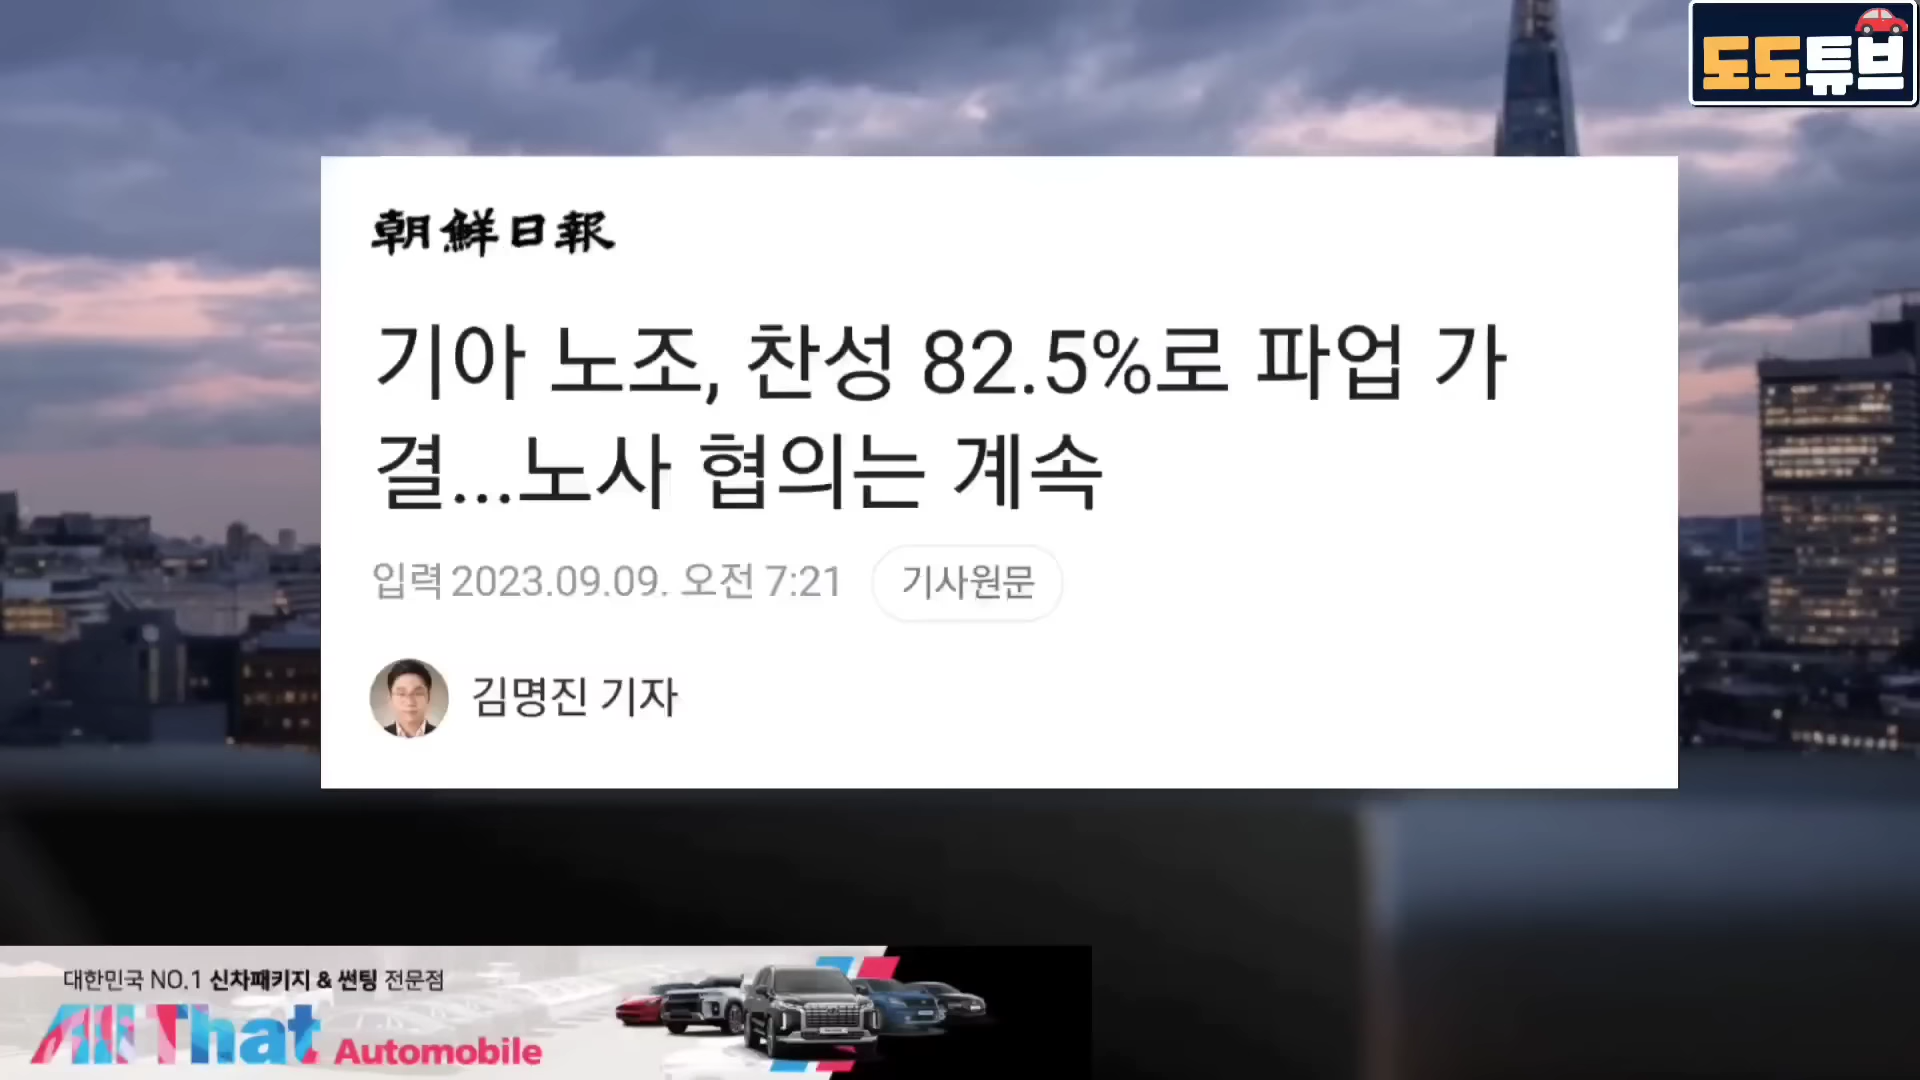 도도튜브
朝鮮日報
기아 노조, 찬성 82.5%로 파업 가
결...노사 협의는 계속
입력 2023.09.09. 오전 7:21 기사원문
김명진 기자
대한민국 NO.1 신차패키지 & 썬팅 전문점
All That Automobile